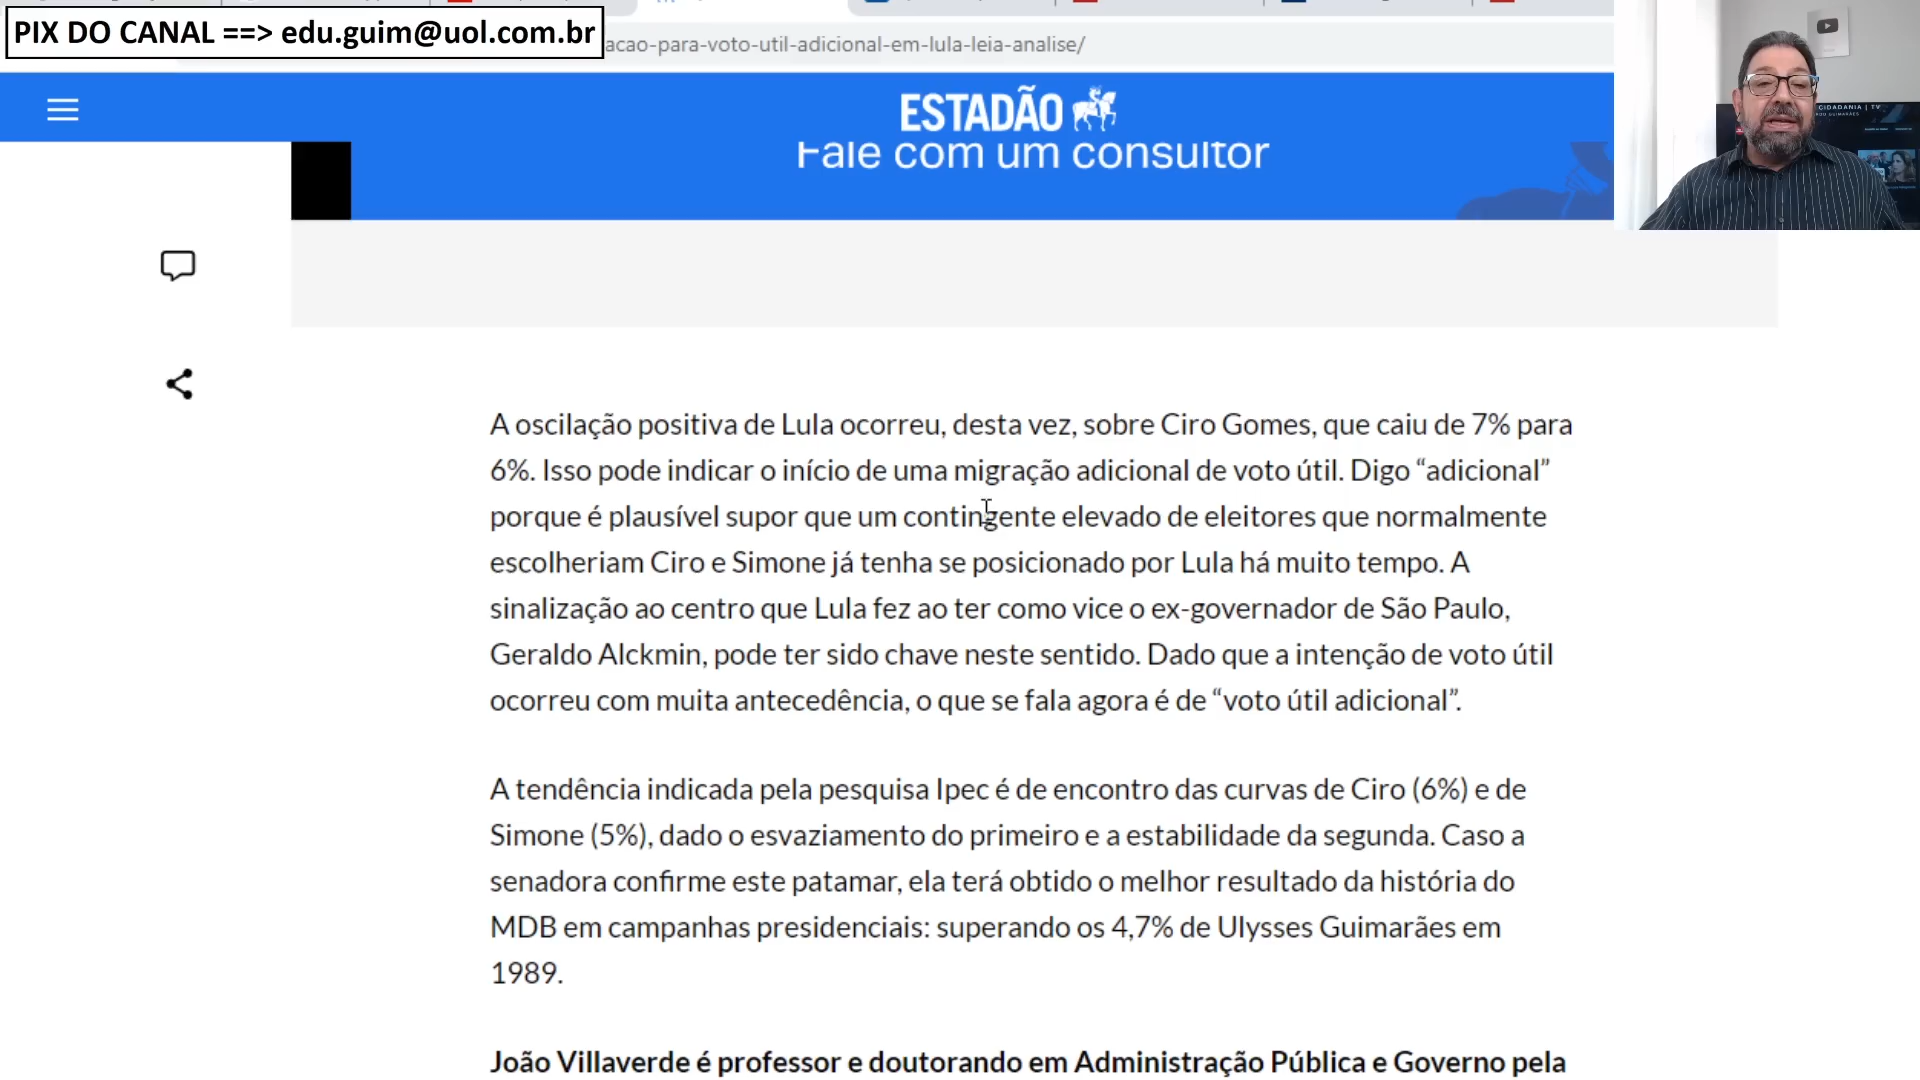 PIX DO CANAL ==> edu.guim@uol.com.br
acao-para-voto-util-adicional-em-lula-leia-analise/
ESTADÃO
Fale com um consultor
CIDADANIA | TV
A oscilação positiva de Lula ocorreu, desta vez, sobre Ciro Gomes, que caiu de 7% para
6%. Isso pode indicar o início de uma migração adicional de voto útil. Digo “adicional”
porque é plausível supor que um contingente elevado de eleitores que normalmente
escolheriam Ciro e Simone já tenha se posicionado por Lula há muito tempo. A
sinalização ao centro que Lula fez ao ter como vice o ex-governador de São Paulo,
Geraldo Alckmin, pode ter sido chave neste sentido. Dado que a intenção de voto útil
ocorreu com muita antecedência, o que se fala agora é de “voto útil adicional”.
A tendência indicada pela pesquisa Ipec é de encontro das curvas de Ciro (6%) e de
Simone (5%), dado o esvaziamento do primeiro e a estabilidade da segunda. Caso a
senadora confirme este patamar, ela terá obtido o melhor resultado da história do
MDB em campanhas presidenciais: superando os 4,7% de Ulysses Guimarães em
1989.
João Villaverde é professor e doutorando em Administração Pública e Governo pela